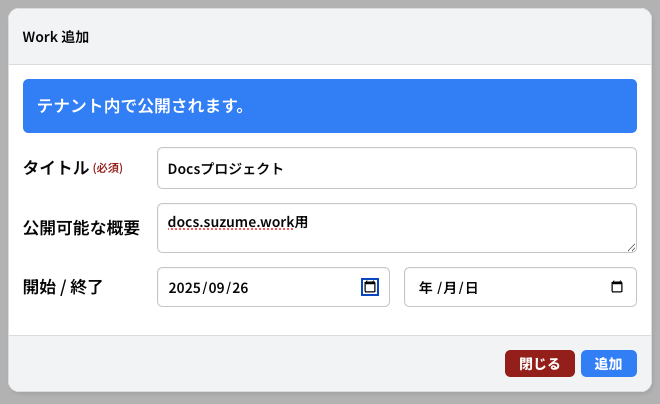 Work 追加
テナント内で公開されます。
タイトル (必須)
Docsプロジェクト
公開可能な概要
docs.suzume.work用
開始 / 終了
2025/09/26
年 /月/日
閉じる
追加